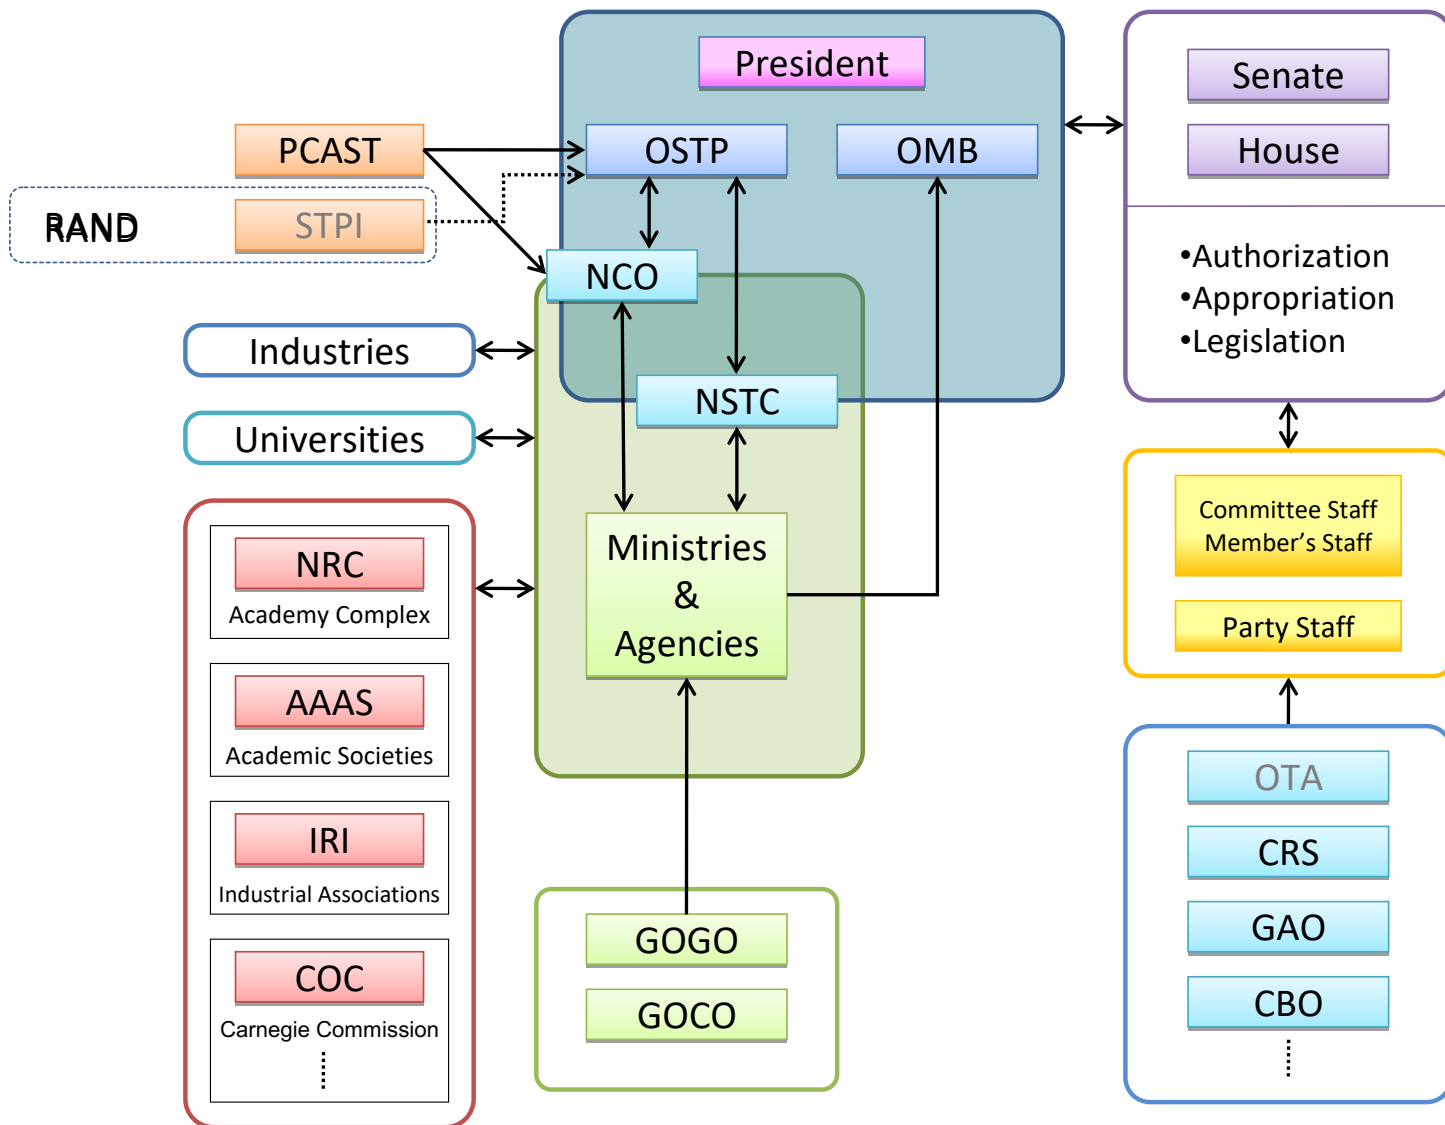 President
PCAST
OSTP
OMB
RAND
STPI
NCO
Industries
NSTC
Universities
Ministries
&
Agencies
NRC
Academy Complex
AAAS
Academic Societies
IRI
Industrial Associations
COC
Carnegie Commission
GOGO
GOCO
Senate
House
•Authorization
•Appropriation
•Legislation
Committee Staff
Member’s Staff
Party Staff
OTA
CRS
GAO
CBO